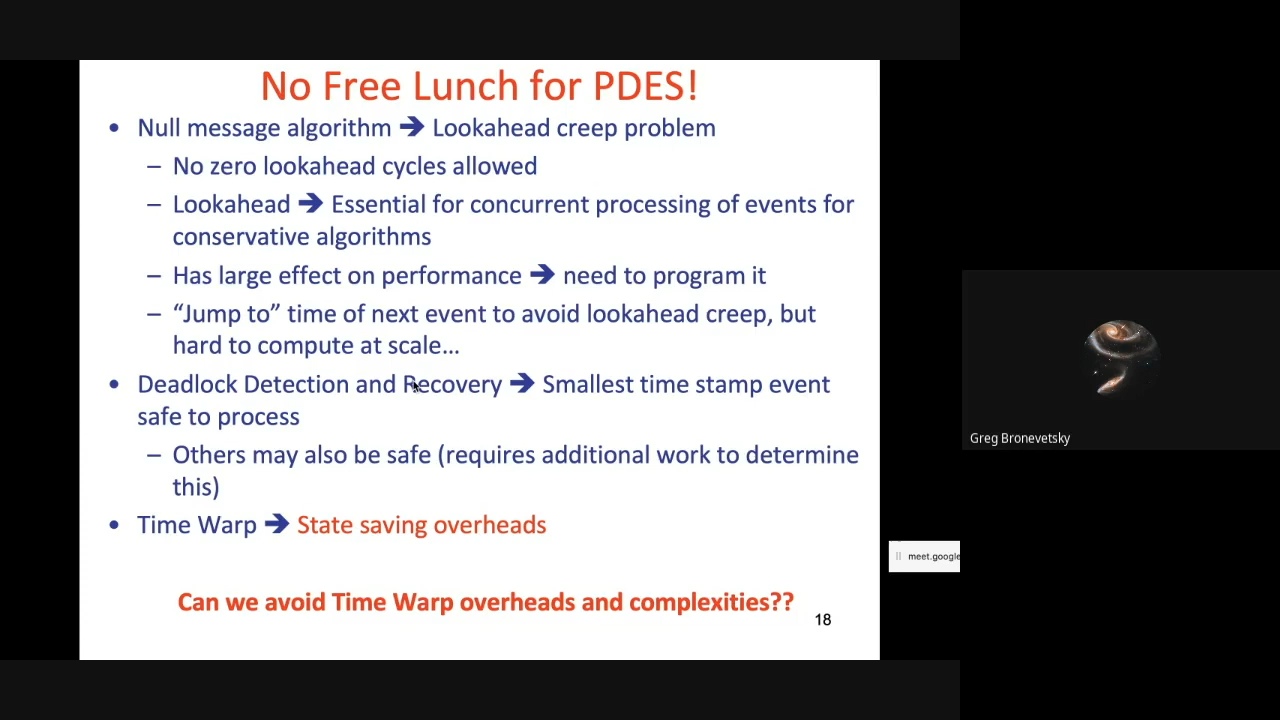 No Free Lunch for PDES!
• Null message algorithm ➔ Lookahead creep problem
– No zero lookahead cycles allowed
– Lookahead ➔ Essential for concurrent processing of events for
conservative algorithms
– Has large effect on performance ➔ need to program it
– “Jump to” time of next event to avoid lookahead creep, but
hard to compute at scale…
• Deadlock Detection and Recovery ➔ Smallest time stamp event
safe to process
– Others may also be safe (requires additional work to determine
this)
• Time Warp ➔ State saving overheads
Can we avoid Time Warp overheads and complexities??
18
meet.google
Greg Bronevetsky